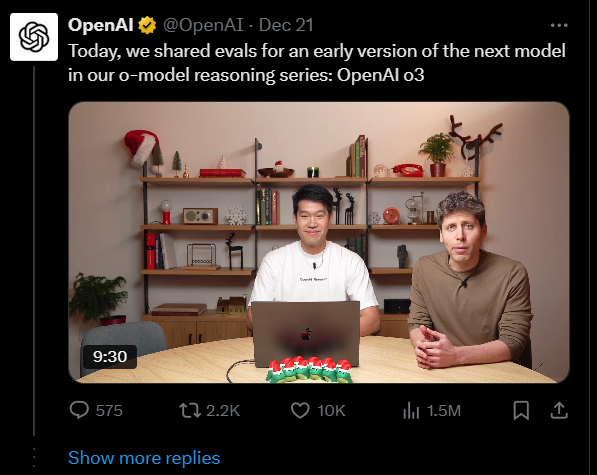 OpenAI @OpenAI · Dec 21
Today, we shared evals for an early version of the next model
in our o-model reasoning series: OpenAI o3
9:30
575 2.2K 10K 1.5M
Show more replies